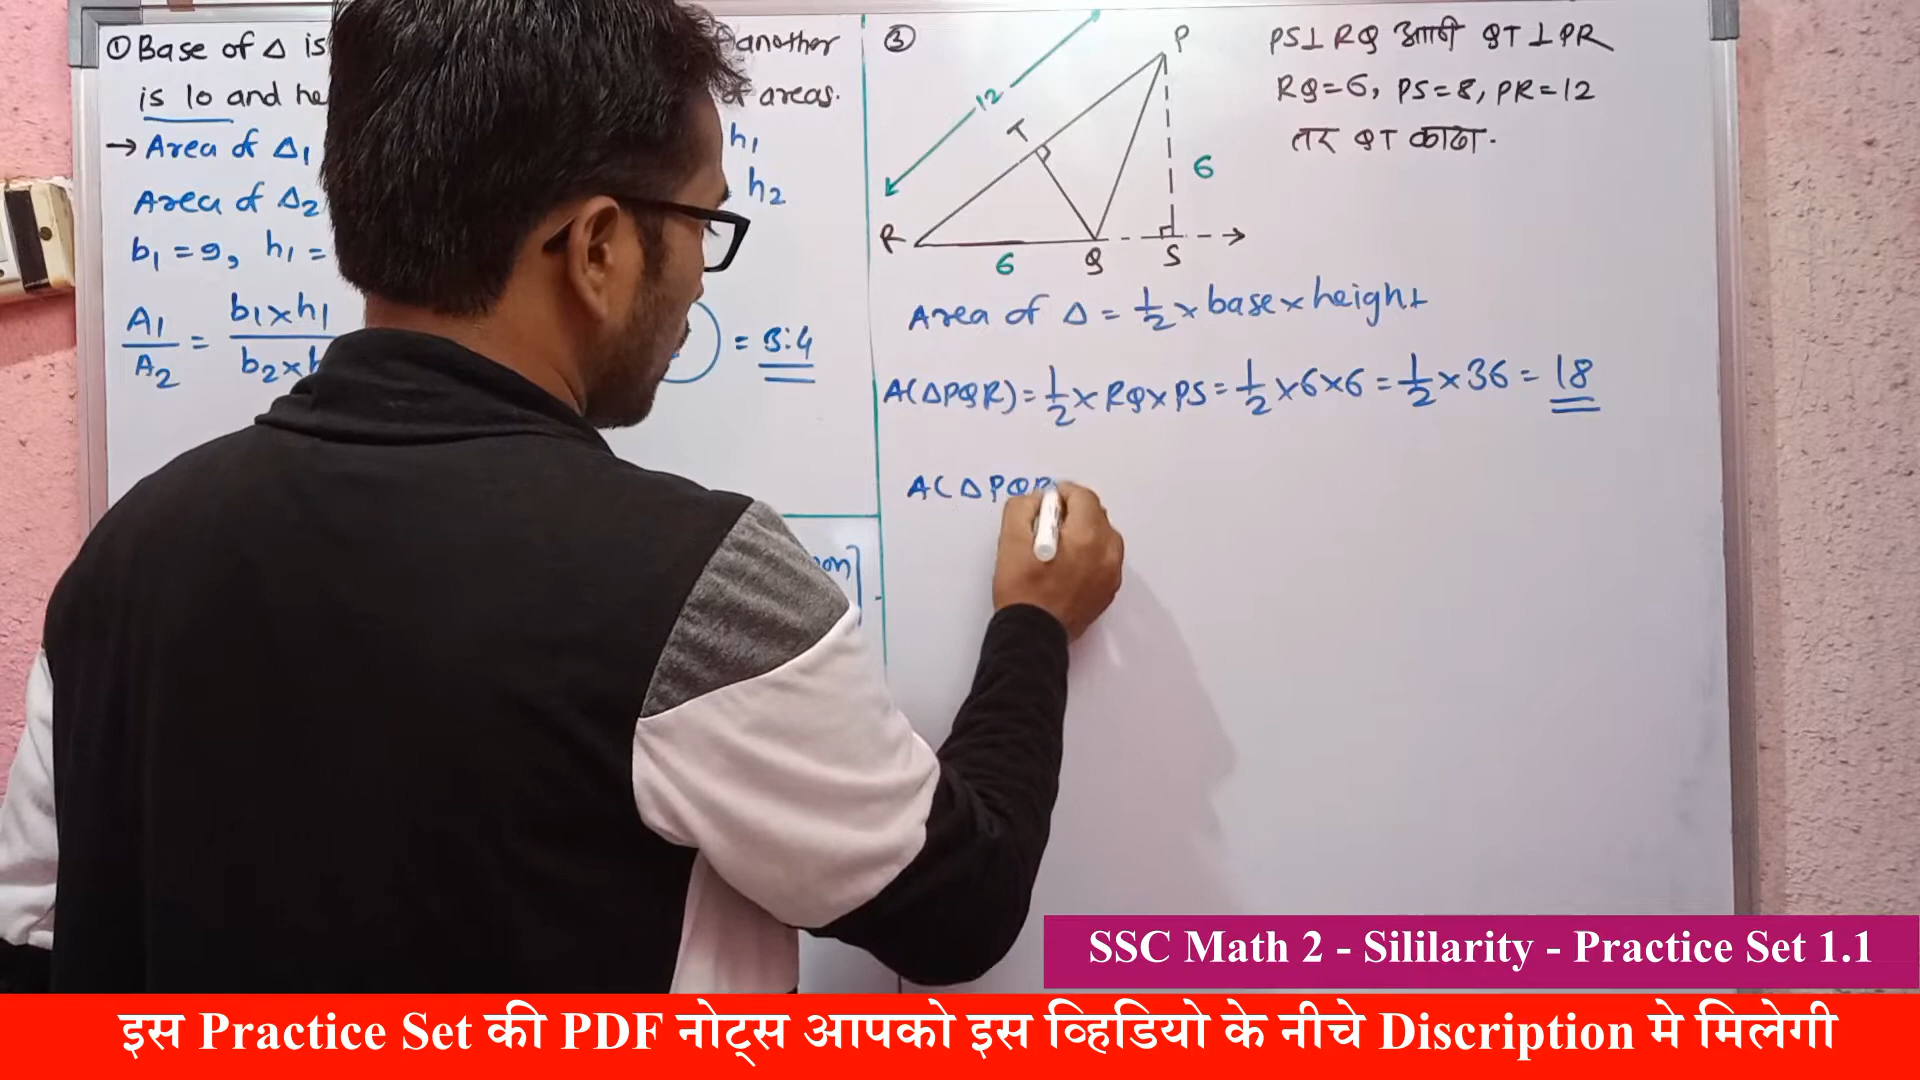 ① Base of △ is another
is 10 and he of areas.
→ Area of △1 h1
Area of △2 h2
b1 = 9, h1 =
A1/A2 = b1×h1/b2×h = 3:4
on]
③
P
12
T
6
R
6
Q
S
PS⊥RQ आणि QT⊥PR
RQ=6, PS=8, PR=12
तर QT काढा.
Area of △ = 1/2 × base × height
A(△PQR) = 1/2 × RQ × PS = 1/2 × 6 × 6 = 1/2 × 36 = 18
A(△PQR
SSC Math 2 - Sililarity - Practice Set 1.1
इस Practice Set की PDF नोट्स आपको इस व्हिडियो के नीचे Discription मे मिलेगी